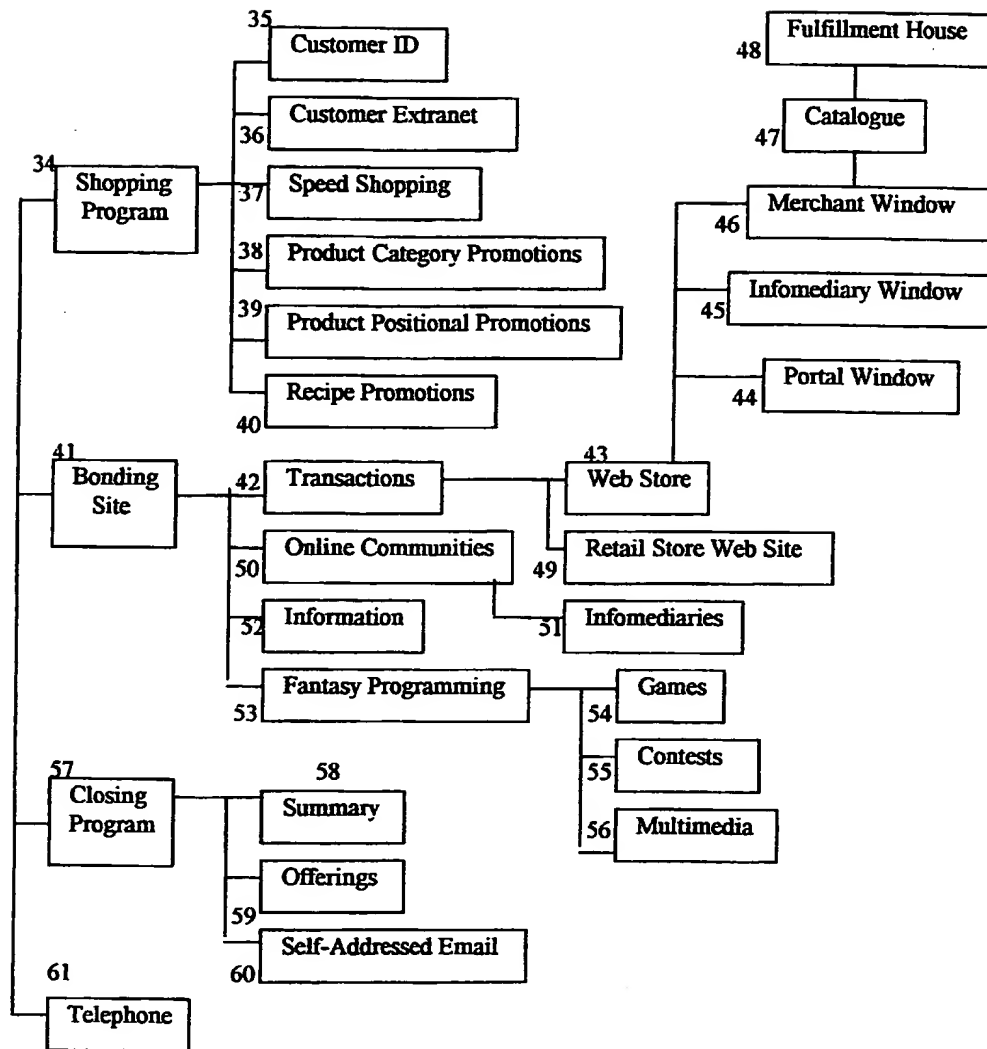 35
Customer ID
36
Customer Extranet
34
Shopping
Program
37
Speed Shopping
38
Product Category Promotions
39
Product Positional Promotions
40
Recipe Promotions
48
Fulfillment House
47
Catalogue
46
Merchant Window
45
Infomediary Window
44
Portal Window
41
Bonding
Site
42
Transactions
43
Web Store
50
Online Communities
49
Retail Store Web Site
52
Information
51
Infomediaries
53
Fantasy Programming
54
Games
55
Contests
56
Multimedia
57
Closing
Program
58
Summary
59
Offerings
60
Self-Addressed Email
61
Telephone